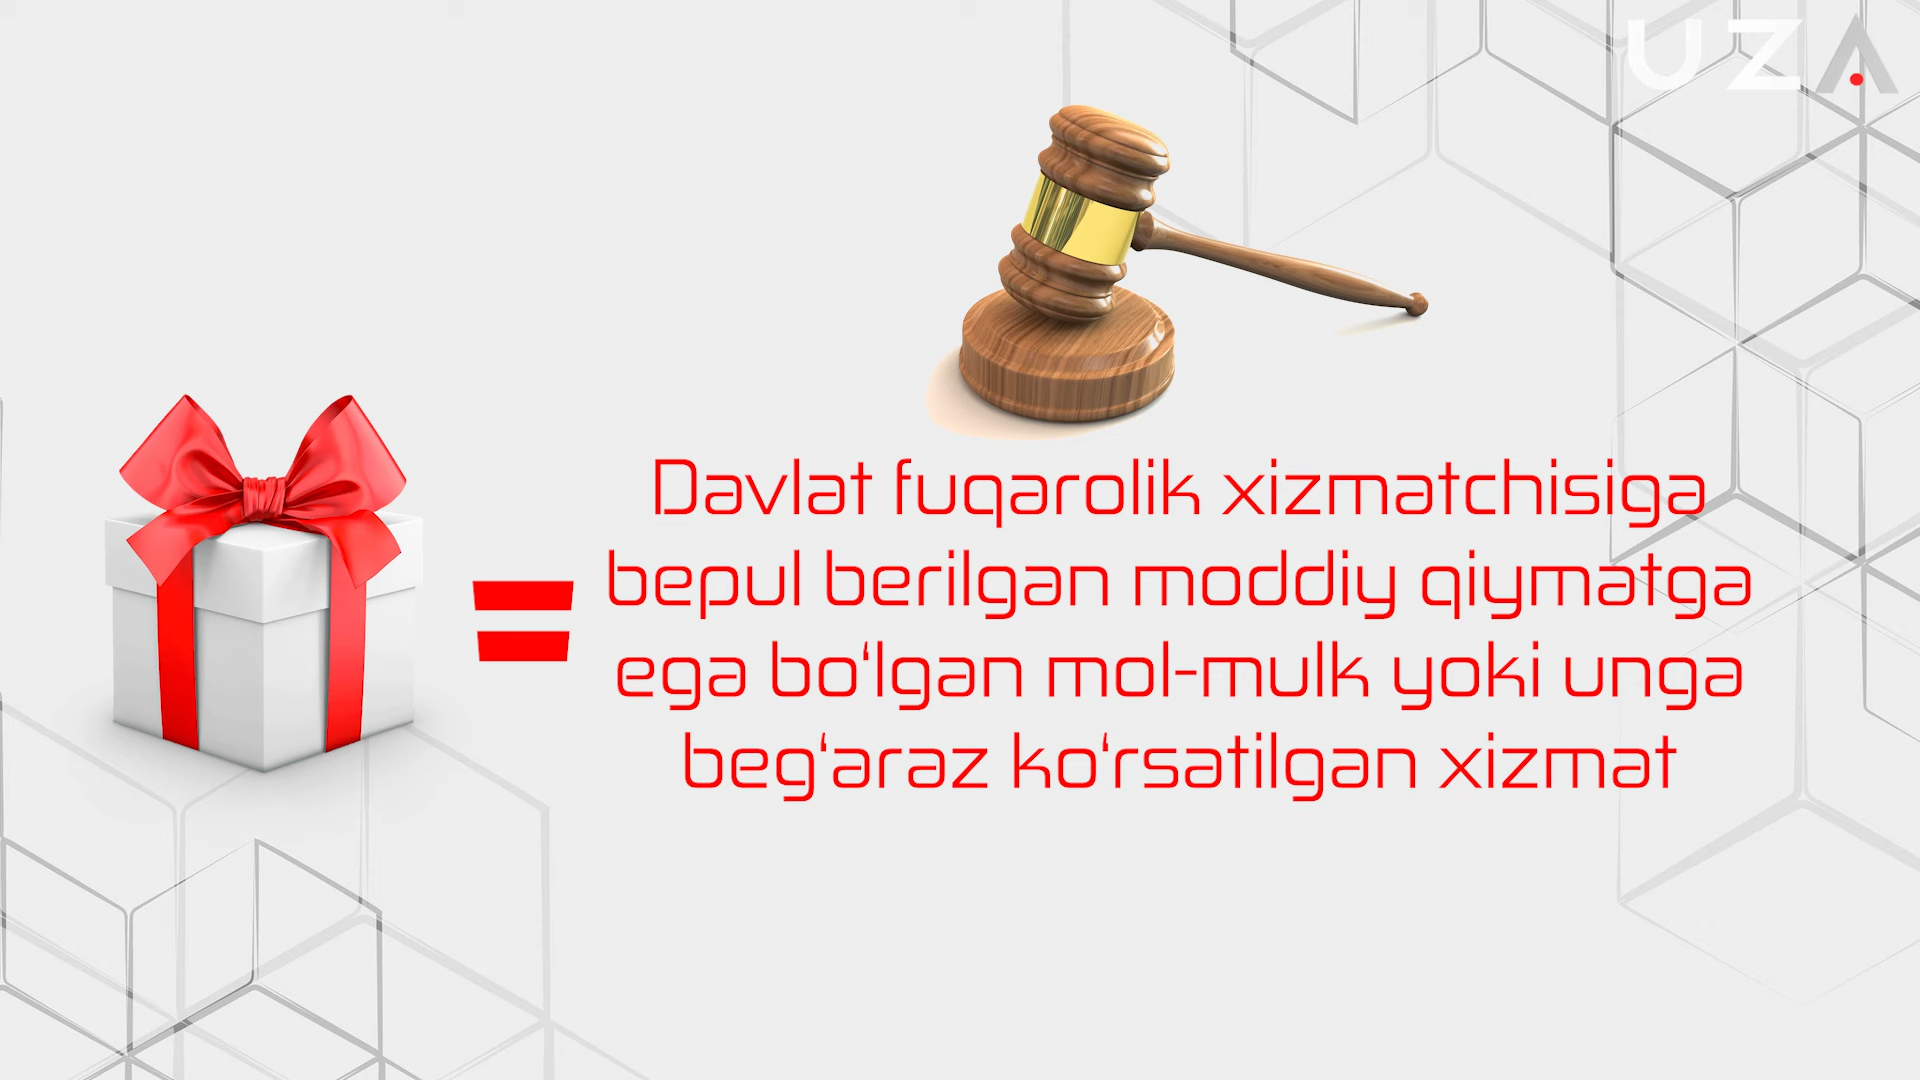 UZA
Davlat fuqarolik xizmatchisiga
bepul berilgan moddiy qiymatga
ega bo‘lgan mol-mulk yoki unga
beg‘araz ko‘rsatilgan xizmat